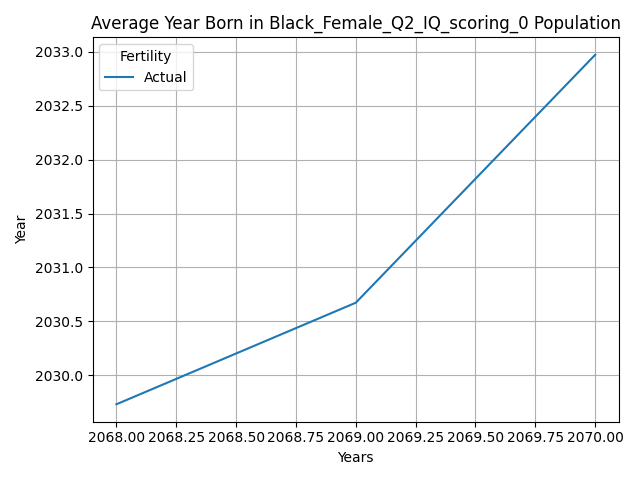 Average Year Born in Black_Female_Q2_IQ_scoring_0 Population
Fertility
Actual
2033.0
2032.5
2032.0
2031.5
2031.0
2030.5
2030.0
Year
2068.00 2068.25 2068.50 2068.75 2069.00 2069.25 2069.50 2069.75 2070.00
Years